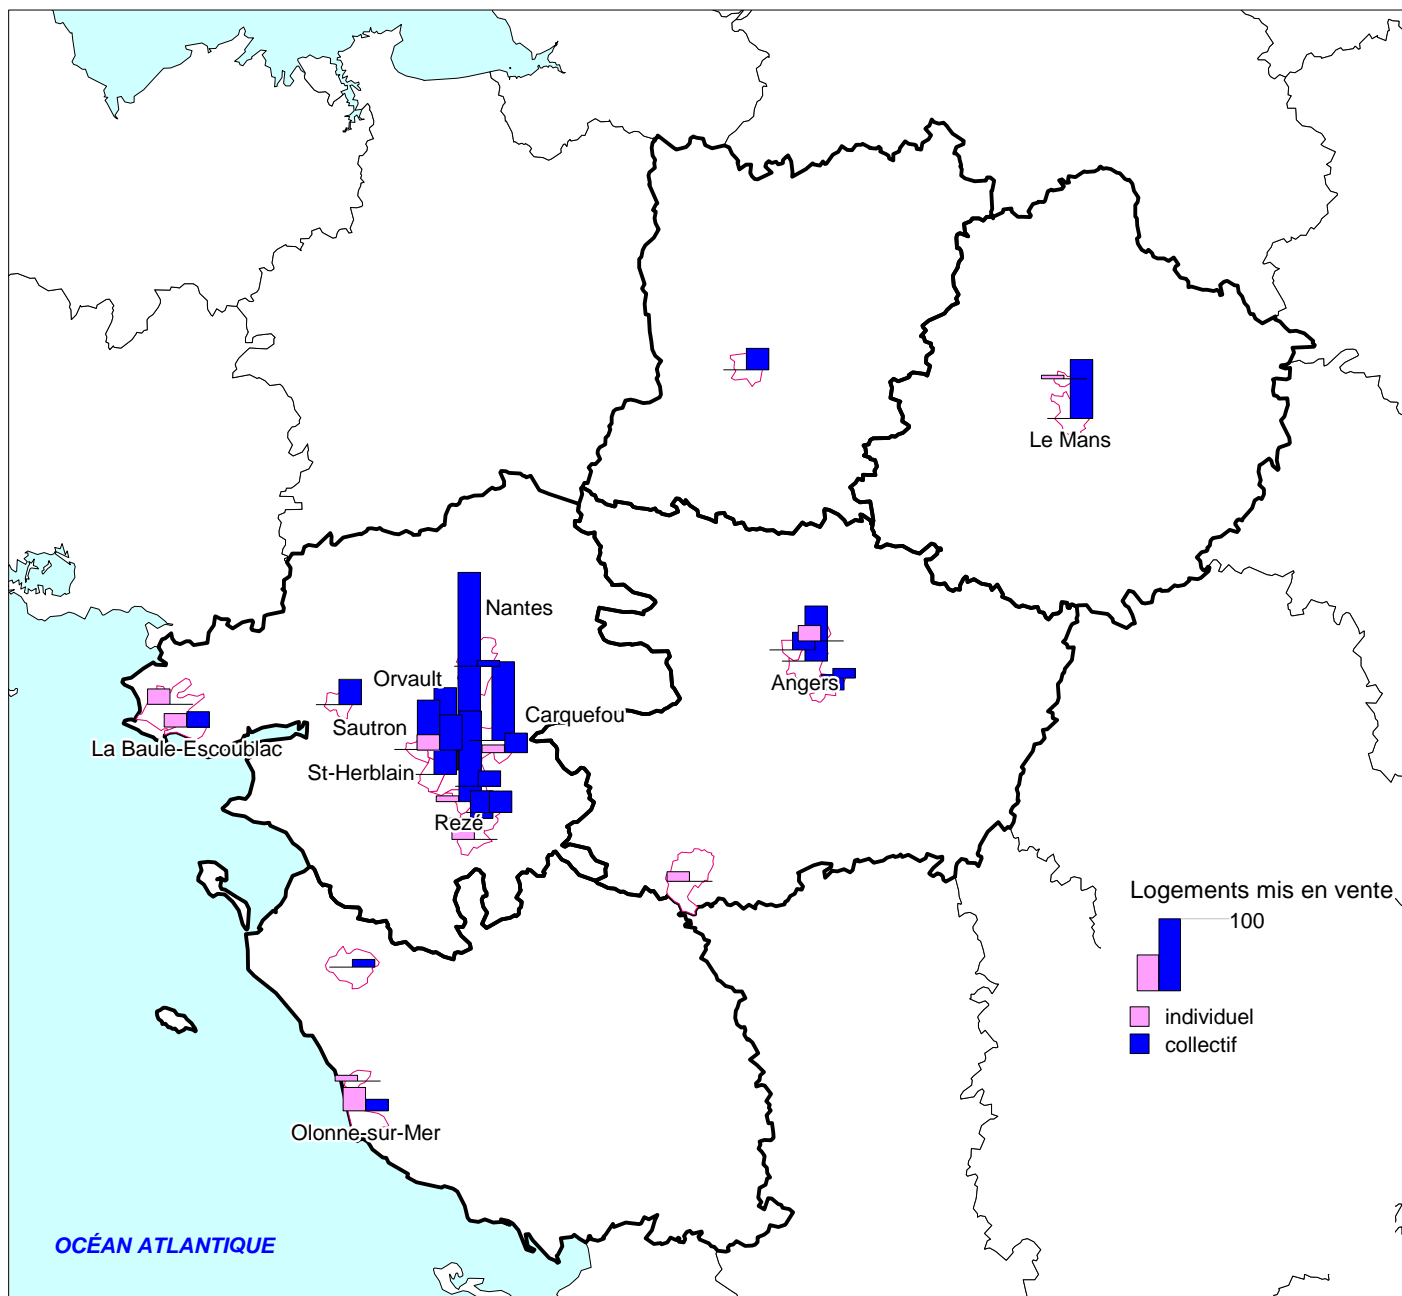 Le Mans
Nantes
Orvault
Carquefou
Sautron
Angers
La Baule-Escoublac
St-Herblain
Rezé
Logements mis en vente
100
individuel
collectif
Olonne-sur-Mer
OCÉAN ATLANTIQUE